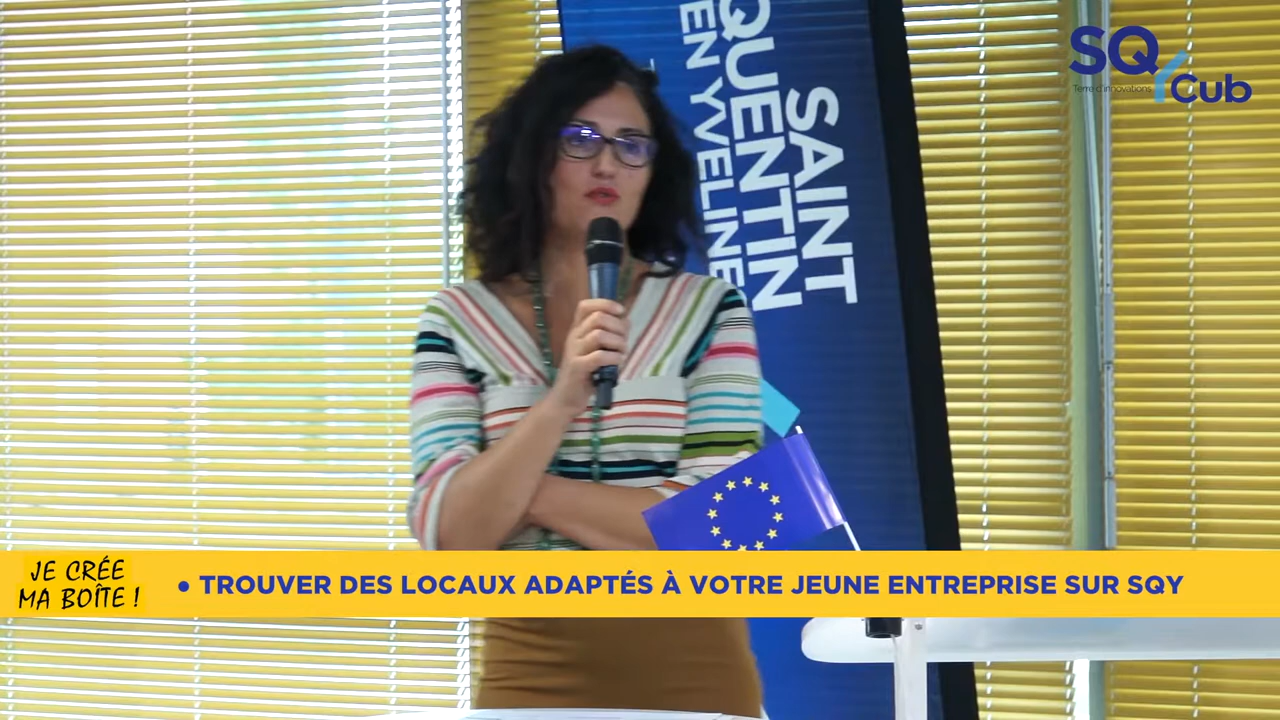 SQY Cub
Terre d'innovations
SAINT
QUENTIN
EN YVELINES
JE CRÉE
MA BOÎTE !
• TROUVER DES LOCAUX ADAPTÉS À VOTRE JEUNE ENTREPRISE SUR SQY